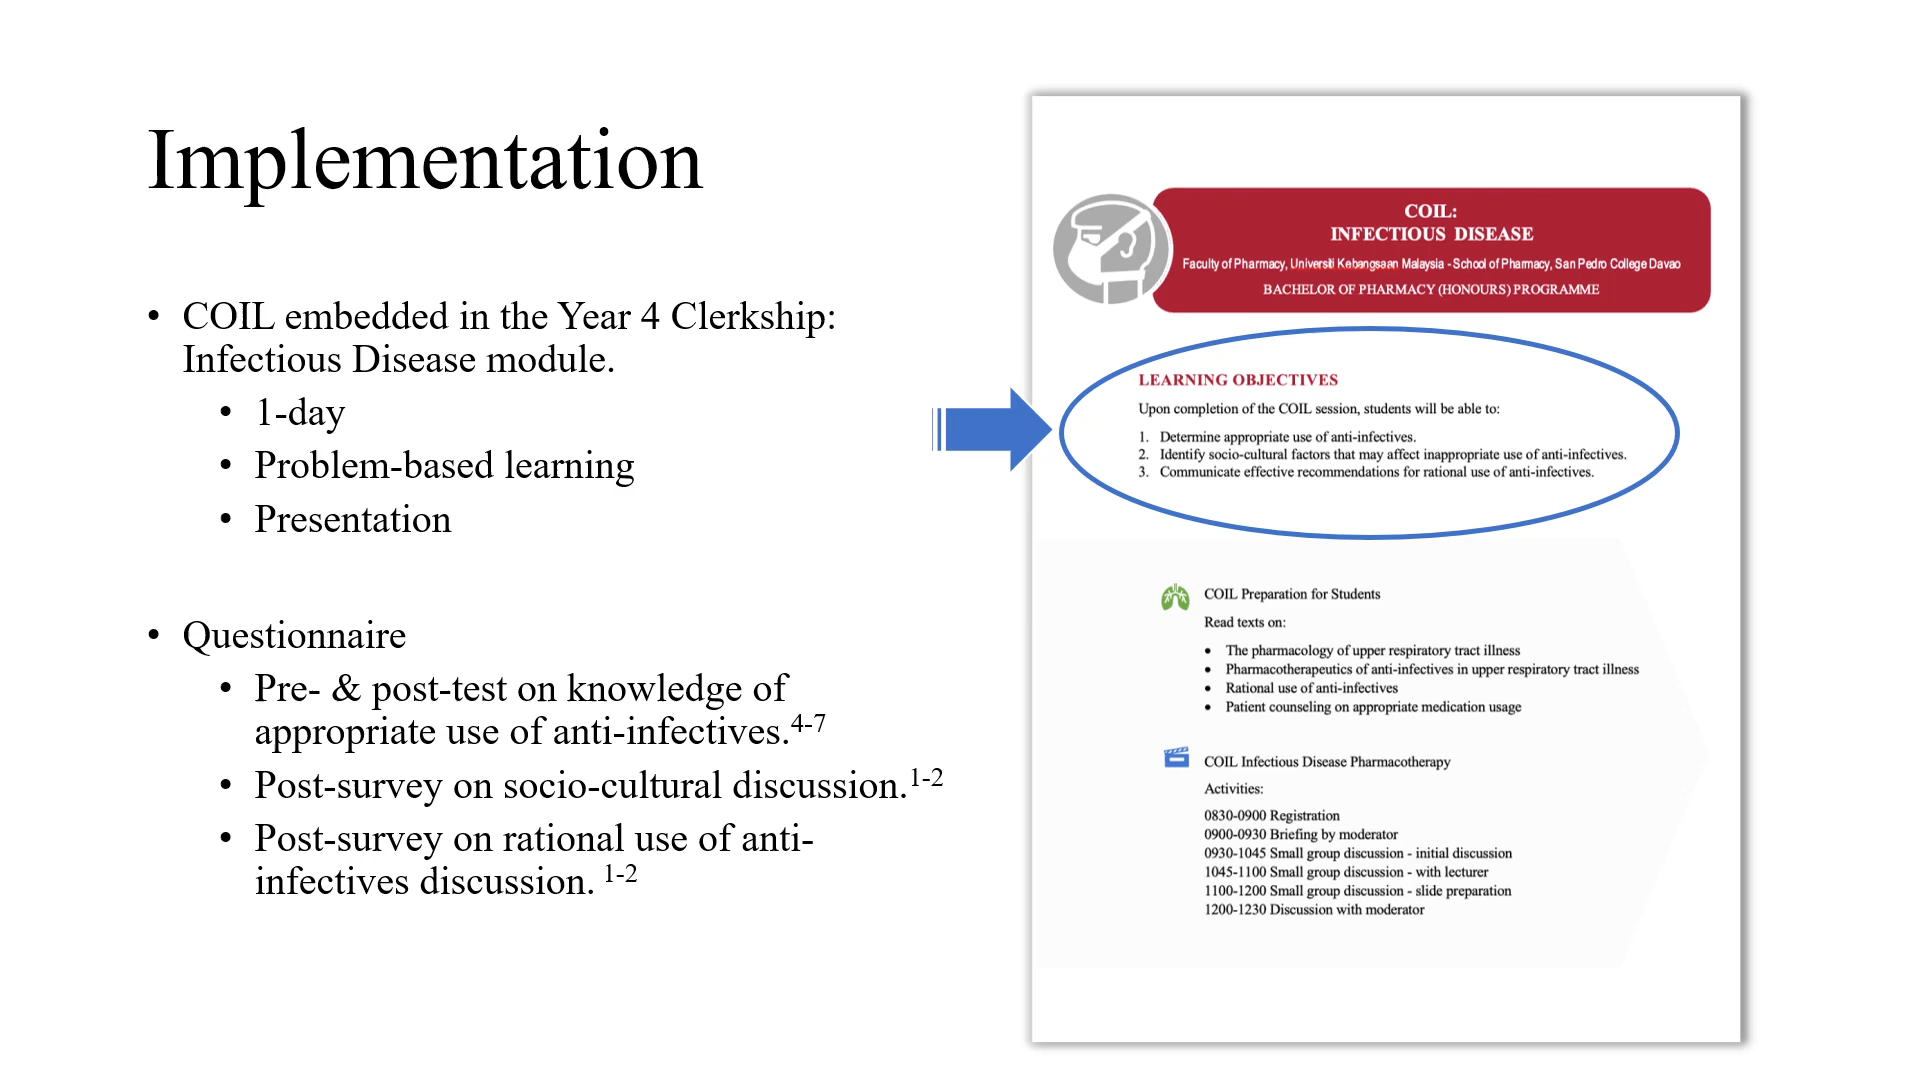 Implementation
• COIL embedded in the Year 4 Clerkship:
Infectious Disease module.
• 1-day
• Problem-based learning
• Presentation
• Questionnaire
• Pre- & post-test on knowledge of
appropriate use of anti-infectives.4-7
• Post-survey on socio-cultural discussion.1-2
• Post-survey on rational use of anti-
infectives discussion. 1-2
COIL:
INFECTIOUS DISEASE
Faculty of Pharmacy, Universiti Kebangsaan Malaysia - School of Pharmacy, San Pedro College Davao
BACHELOR OF PHARMACY (HONOURS) PROGRAMME
LEARNING OBJECTIVES
Upon completion of the COIL session, students will be able to:
1. Determine appropriate use of anti-infectives.
2. Identify socio-cultural factors that may affect inappropriate use of anti-infectives.
3. Communicate effective recommendations for rational use of anti-infectives.
COIL Preparation for Students
Read texts on:
• The pharmacology of upper respiratory tract illness
• Pharmacotherapeutics of anti-infectives in upper respiratory tract illness
• Rational use of anti-infectives
• Patient counseling on appropriate medication usage
COIL Infectious Disease Pharmacotherapy
Activities:
0830-0900 Registration
0900-0930 Briefing by moderator
0930-1045 Small group discussion - initial discussion
1045-1100 Small group discussion - with lecturer
1100-1200 Small group discussion - slide preparation
1200-1230 Discussion with moderator